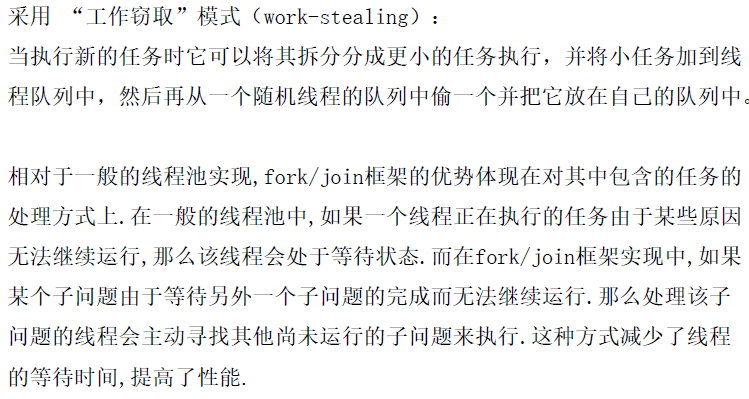 采用 “工作窃取”模式（work-stealing）：
当执行新的任务时它可以将其拆分分成更小的任务执行，并将小任务加到线
程队列中，然后再从一个随机线程的队列中偷一个并把它放在自己的队列中。
相对于一般的线程池实现,fork/join框架的优势体现在对其中包含的任务的
处理方式上.在一般的线程池中,如果一个线程正在执行的任务由于某些原因
无法继续运行,那么该线程会处于等待状态.而在fork/join框架实现中,如果
某个子问题由于等待另外一个子问题的完成而无法继续运行.那么处理该子
问题的线程会主动寻找其他尚未运行的子问题来执行.这种方式减少了线程
的等待时间,提高了性能.